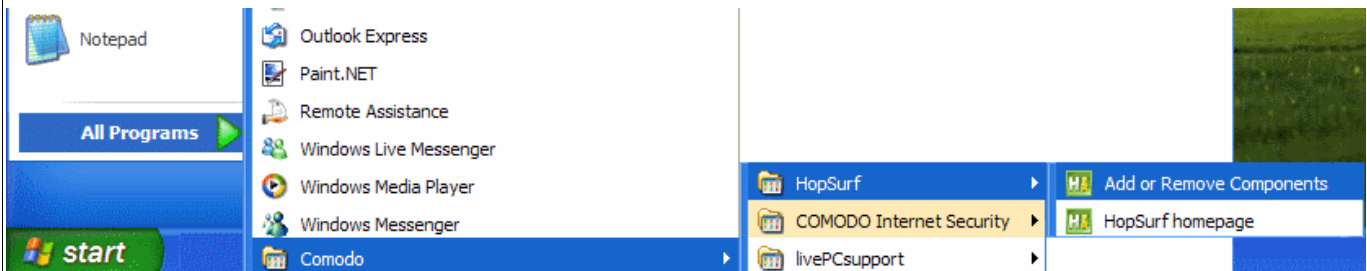 Notepad
All Programs
start
Outlook Express
Paint.NET
Remote Assistance
Windows Live Messenger
Windows Media Player
Windows Messenger
Comodo
HopSurf
COMODO Internet Security
livePCsupport
Add or Remove Components
HopSurf homepage